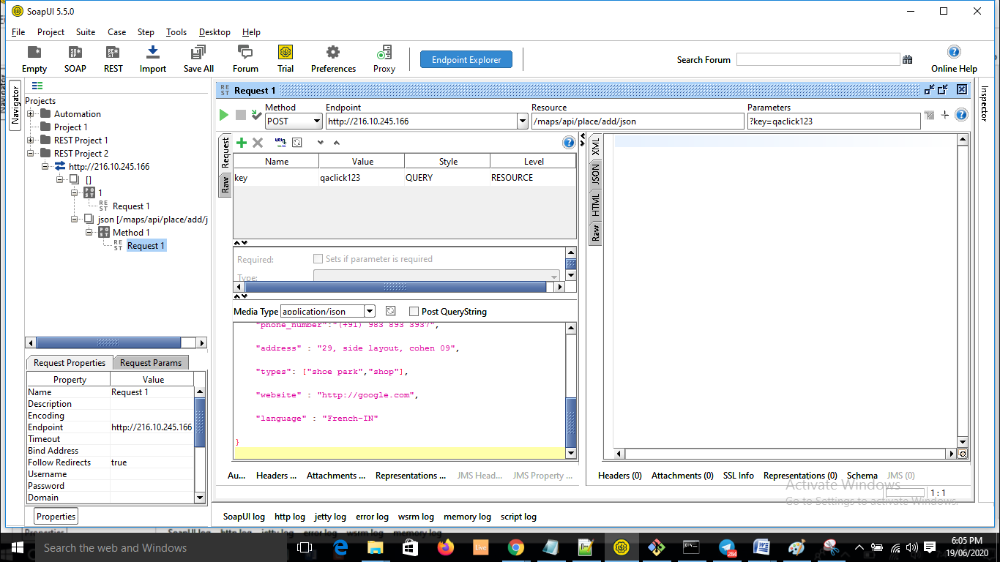 SoapUI 5.5.0
File Project Suite Case Step Tools Desktop Help
Empty SOAP REST Import Save All Forum Trial Preferences Proxy
Endpoint Explorer
Search Forum
Online Help
Navigator
Projects
Automation
Project 1
REST Project 1
REST Project 2
http://216.10.245.166
[]
1
Request 1
json [/maps/api/place/add/j
Method 1
Request 1
Request Properties Request Params
Property Value
Name Request 1
Description
Encoding
Endpoint http://216.10.245.166
Timeout
Bind Address
Follow Redirects true
Username
Password
Domain
Properties
Request 1
Method Endpoint Resource Parameters
POST http://216.10.245.166 /maps/api/place/add/json ?key=qaclick123
Request
Raw
Name Value Style Level
key qaclick123 QUERY RESOURCE
Required: Sets if parameter is required
Type:
Media Type application/json Post QueryString
"phone_number":"(+91) 983 893 3937",
"address" : "29, side layout, cohen 09",
"types": ["shoe park","shop"],
"website" : "http://google.com",
"language" : "French-IN"
}
Au... Headers ... Attachments ... Representations ... JMS Head... JMS Property ...
XML
JSON
HTML
Raw
Headers (0) Attachments (0) SSL Info Representations (0) Schema JMS (0)
1 : 1
Inspector
Activate Windows
Go to Settings to activate Windows.
SoapUI log http log jetty log error log wsrm log memory log script log
Search the web and Windows
Live
284
6:05 PM
19/06/2020